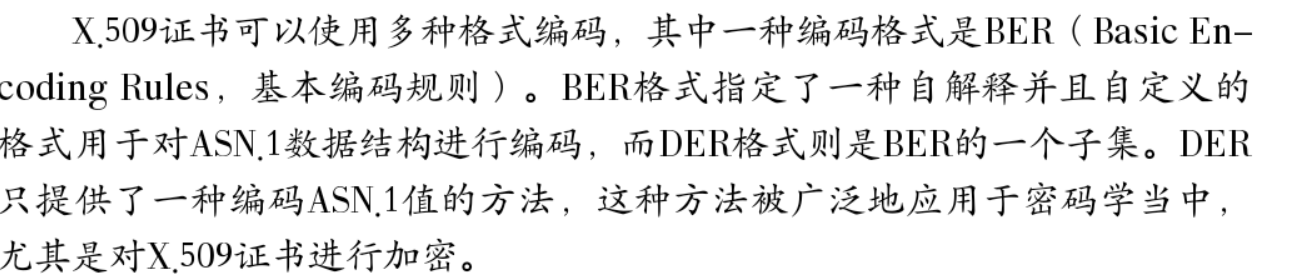 X.509证书可以使用多种格式编码，其中一种编码格式是BER（Basic En-
coding Rules，基本编码规则）。BER格式指定了一种自解释并且自定义的
格式用于对ASN.1数据结构进行编码，而DER格式则是BER的一个子集。DER
只提供了一种编码ASN.1值的方法，这种方法被广泛地应用于密码学当中，
尤其是对X.509证书进行加密。